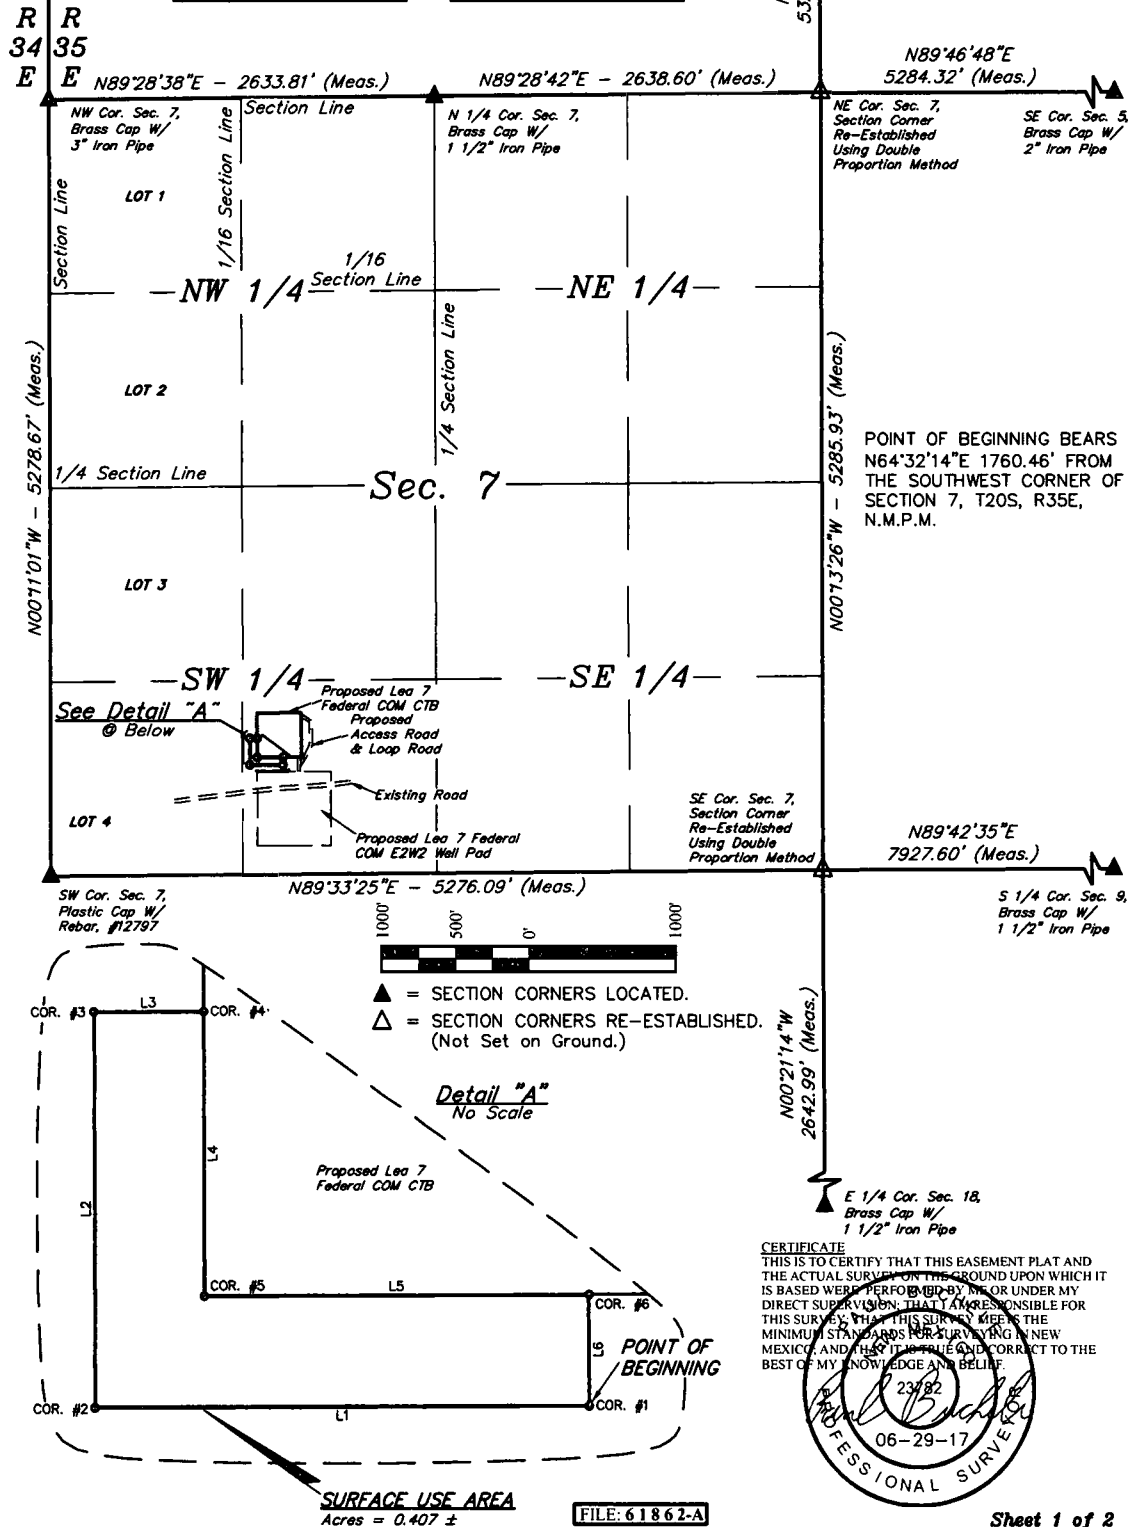 R R
34 35
E E
N89°28'38"E - 2633.81' (Meas.)
N89°28'42"E - 2638.60' (Meas.)
N89°46'48"E
5284.32' (Meas.)
NW Cor. Sec. 7,
Brass Cap W/
3" Iron Pipe
Section Line
N 1/4 Cor. Sec. 7,
Brass Cap W/
1 1/2" Iron Pipe
NE Cor. Sec. 7,
Section Corner
Re-Established
Using Double
Proportion Method
SE Cor. Sec. 5,
Brass Cap W/
2" Iron Pipe
Section Line
LOT 1
1/16 Section Line
1/16
Section Line
NW 1/4
NE 1/4
N00°11'01"W - 5278.67' (Meas.)
LOT 2
1/4 Section Line
N00°13'26"W - 5285.93' (Meas.)
POINT OF BEGINNING BEARS
N64°32'14"E 1760.46' FROM
THE SOUTHWEST CORNER OF
SECTION 7, T20S, R35E,
N.M.P.M.
1/4 Section Line
Sec. 7
LOT 3
SW 1/4
SE 1/4
See Detail "A"
@ Below
Proposed Lea 7
Federal COM CTB
Proposed
Access Road
& Loop Road
Existing Road
LOT 4
Proposed Lea 7 Federal
COM E2W2 Well Pad
SE Cor. Sec. 7,
Section Corner
Re-Established
Using Double
Proportion Method
N89°42'35"E
7927.60' (Meas.)
N89°33'25"E - 5276.09' (Meas.)
SW Cor. Sec. 7,
Plastic Cap W/
Rebar, #12797
S 1/4 Cor. Sec. 9,
Brass Cap W/
1 1/2" Iron Pipe
1000' 500' 0' 1000'
▲ = SECTION CORNERS LOCATED.
△ = SECTION CORNERS RE-ESTABLISHED.
(Not Set on Ground.)
N00°21'14"W
2642.99' (Meas.)
COR. #3
L3
COR. #4
Detail "A"
No Scale
L4
Proposed Lea 7
Federal COM CTB
L2
E 1/4 Cor. Sec. 18,
Brass Cap W/
1 1/2" Iron Pipe
COR. #5
L5
COR. #6
L6
POINT OF
BEGINNING
COR. #2
L1
COR. #1
CERTIFICATE
THIS IS TO CERTIFY THAT THIS EASEMENT PLAT AND
THE ACTUAL SURVEY ON THE GROUND UPON WHICH IT
IS BASED WERE PERFORMED BY ME OR UNDER MY
DIRECT SUPERVISION; THAT I AM RESPONSIBLE FOR
THIS SURVEY; THAT THIS SURVEY MEETS THE
MINIMUM STANDARDS FOR SURVEYING IN NEW
MEXICO; AND THAT IT IS TRUE AND CORRECT TO THE
BEST OF MY KNOWLEDGE AND BELIEF.
NEW MEXICO
23782
06-29-17
PROFESSIONAL SURVEYOR
SURFACE USE AREA
Acres = 0.407 ±
FILE: 61862-A
Sheet 1 of 2